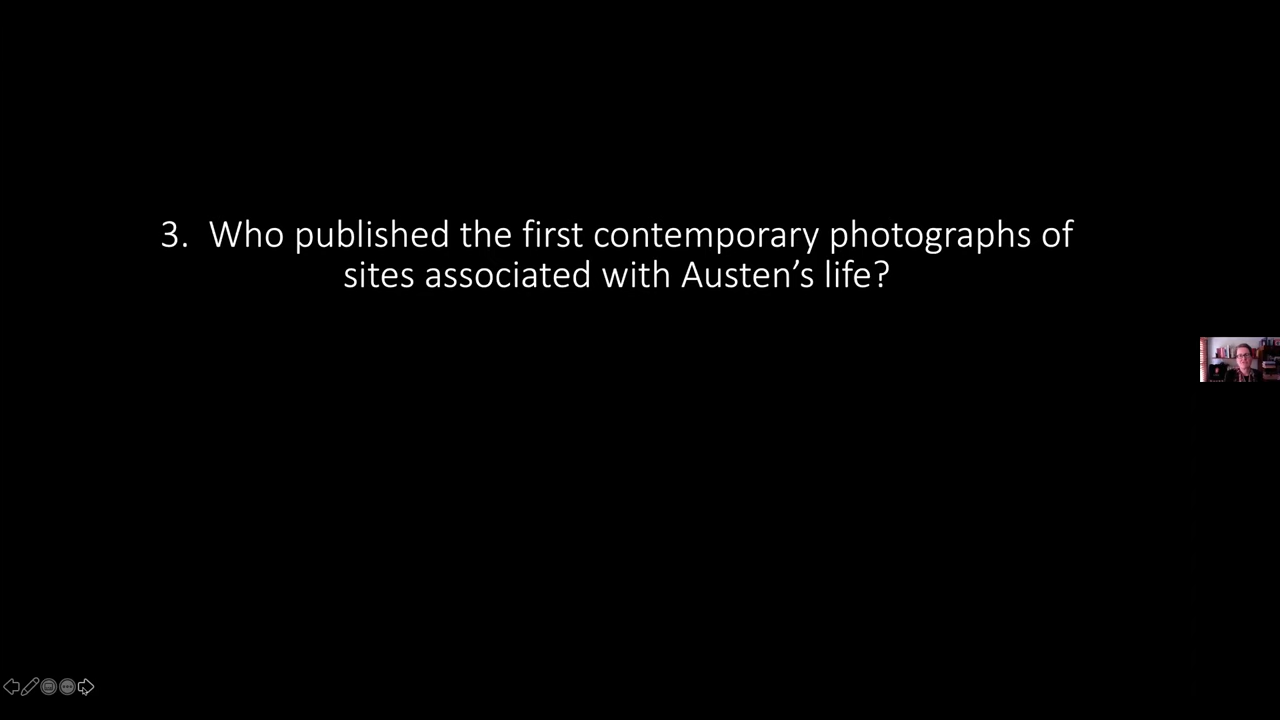 3. Who published the first contemporary photographs of
sites associated with Austen’s life?